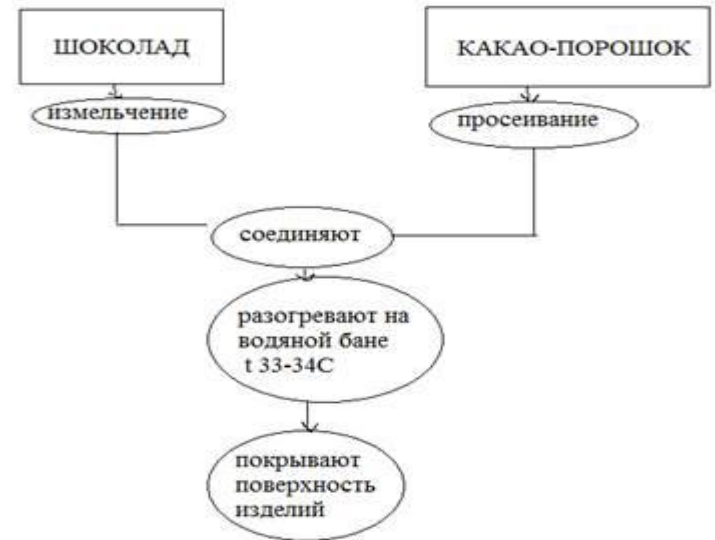 ШОКОЛАД
КАКАО-ПОРОШОК
измельчение
просеивание
соединяют
разогревают на
водяной бане
t 33-34С
покрывают
поверхность
изделий